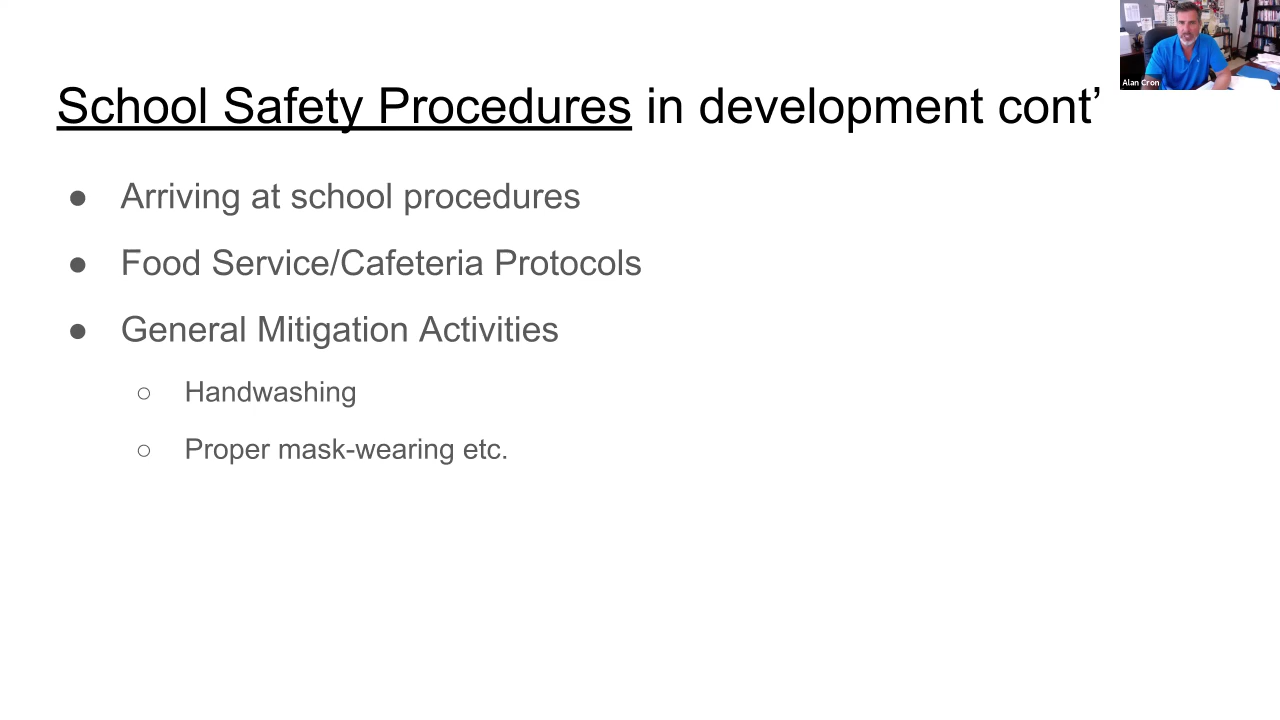 School Safety Procedures in development cont’
● Arriving at school procedures
● Food Service/Cafeteria Protocols
● General Mitigation Activities
○ Handwashing
○ Proper mask-wearing etc.
Alan Cron